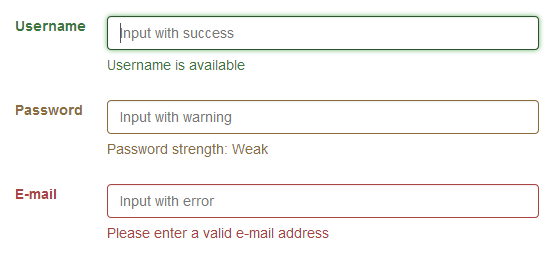 Username
Input with success
Username is available
Password
Input with warning
Password strength: Weak
E-mail
Input with error
Please enter a valid e-mail address